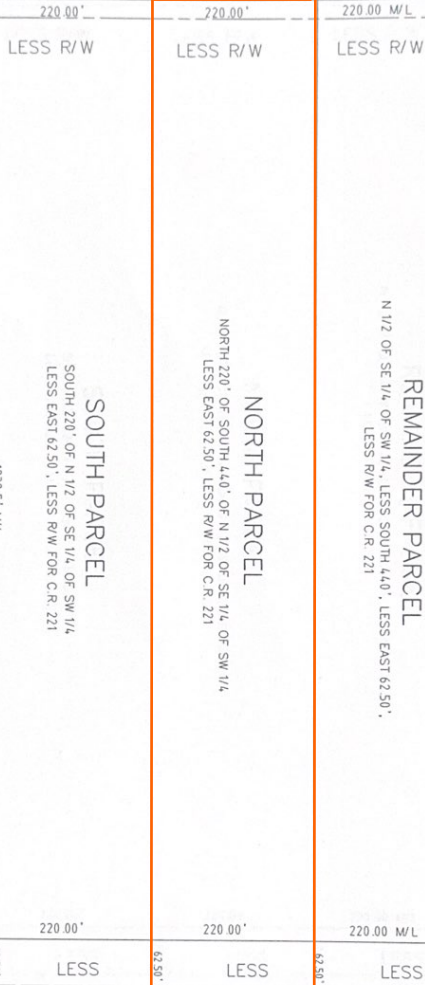 220.00'
220.00'
220.00 M/L
LESS R/W
LESS R/W
LESS R/W
SOUTH PARCEL
SOUTH 220' OF N 1/2 OF SE 1/4 OF SW 1/4
LESS EAST 62.50', LESS R/W FOR C.R. 221
NORTH PARCEL
NORTH 220' OF SOUTH 440' OF N 1/2 OF SE 1/4 OF SW 1/4
LESS EAST 62.50', LESS R/W FOR C.R. 221
REMAINDER PARCEL
N 1/2 OF SE 1/4 OF SW 1/4, LESS SOUTH 440', LESS EAST 62.50',
LESS R/W FOR C.R. 221
220.00'
220.00'
220.00 M/L
62.50'
62.50'
LESS
LESS
LESS